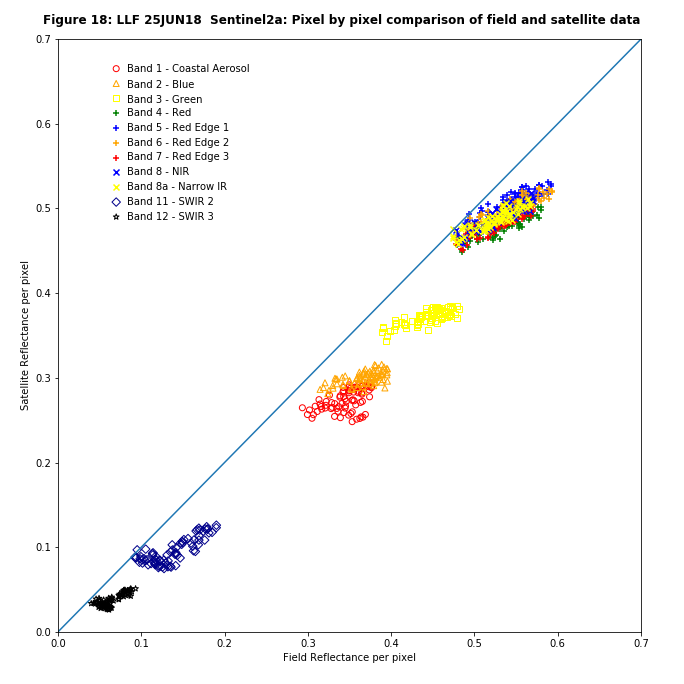 Figure 18: LLF 25JUN18 Sentinel2a: Pixel by pixel comparison of field and satellite data
0.7
Band 1 - Coastal Aerosol
Band 2 - Blue
Band 3 - Green
Band 4 - Red
Band 5 - Red Edge 1
Band 6 - Red Edge 2
Band 7 - Red Edge 3
Band 8 - NIR
Band 8a - Narrow IR
Band 11 - SWIR 2
Band 12 - SWIR 3
0.6
0.5
0.4
0.3
0.2
0.1
0.0
Satellite Reflectance per pixel
0.0 0.1 0.2 0.3 0.4 0.5 0.6 0.7
Field Reflectance per pixel